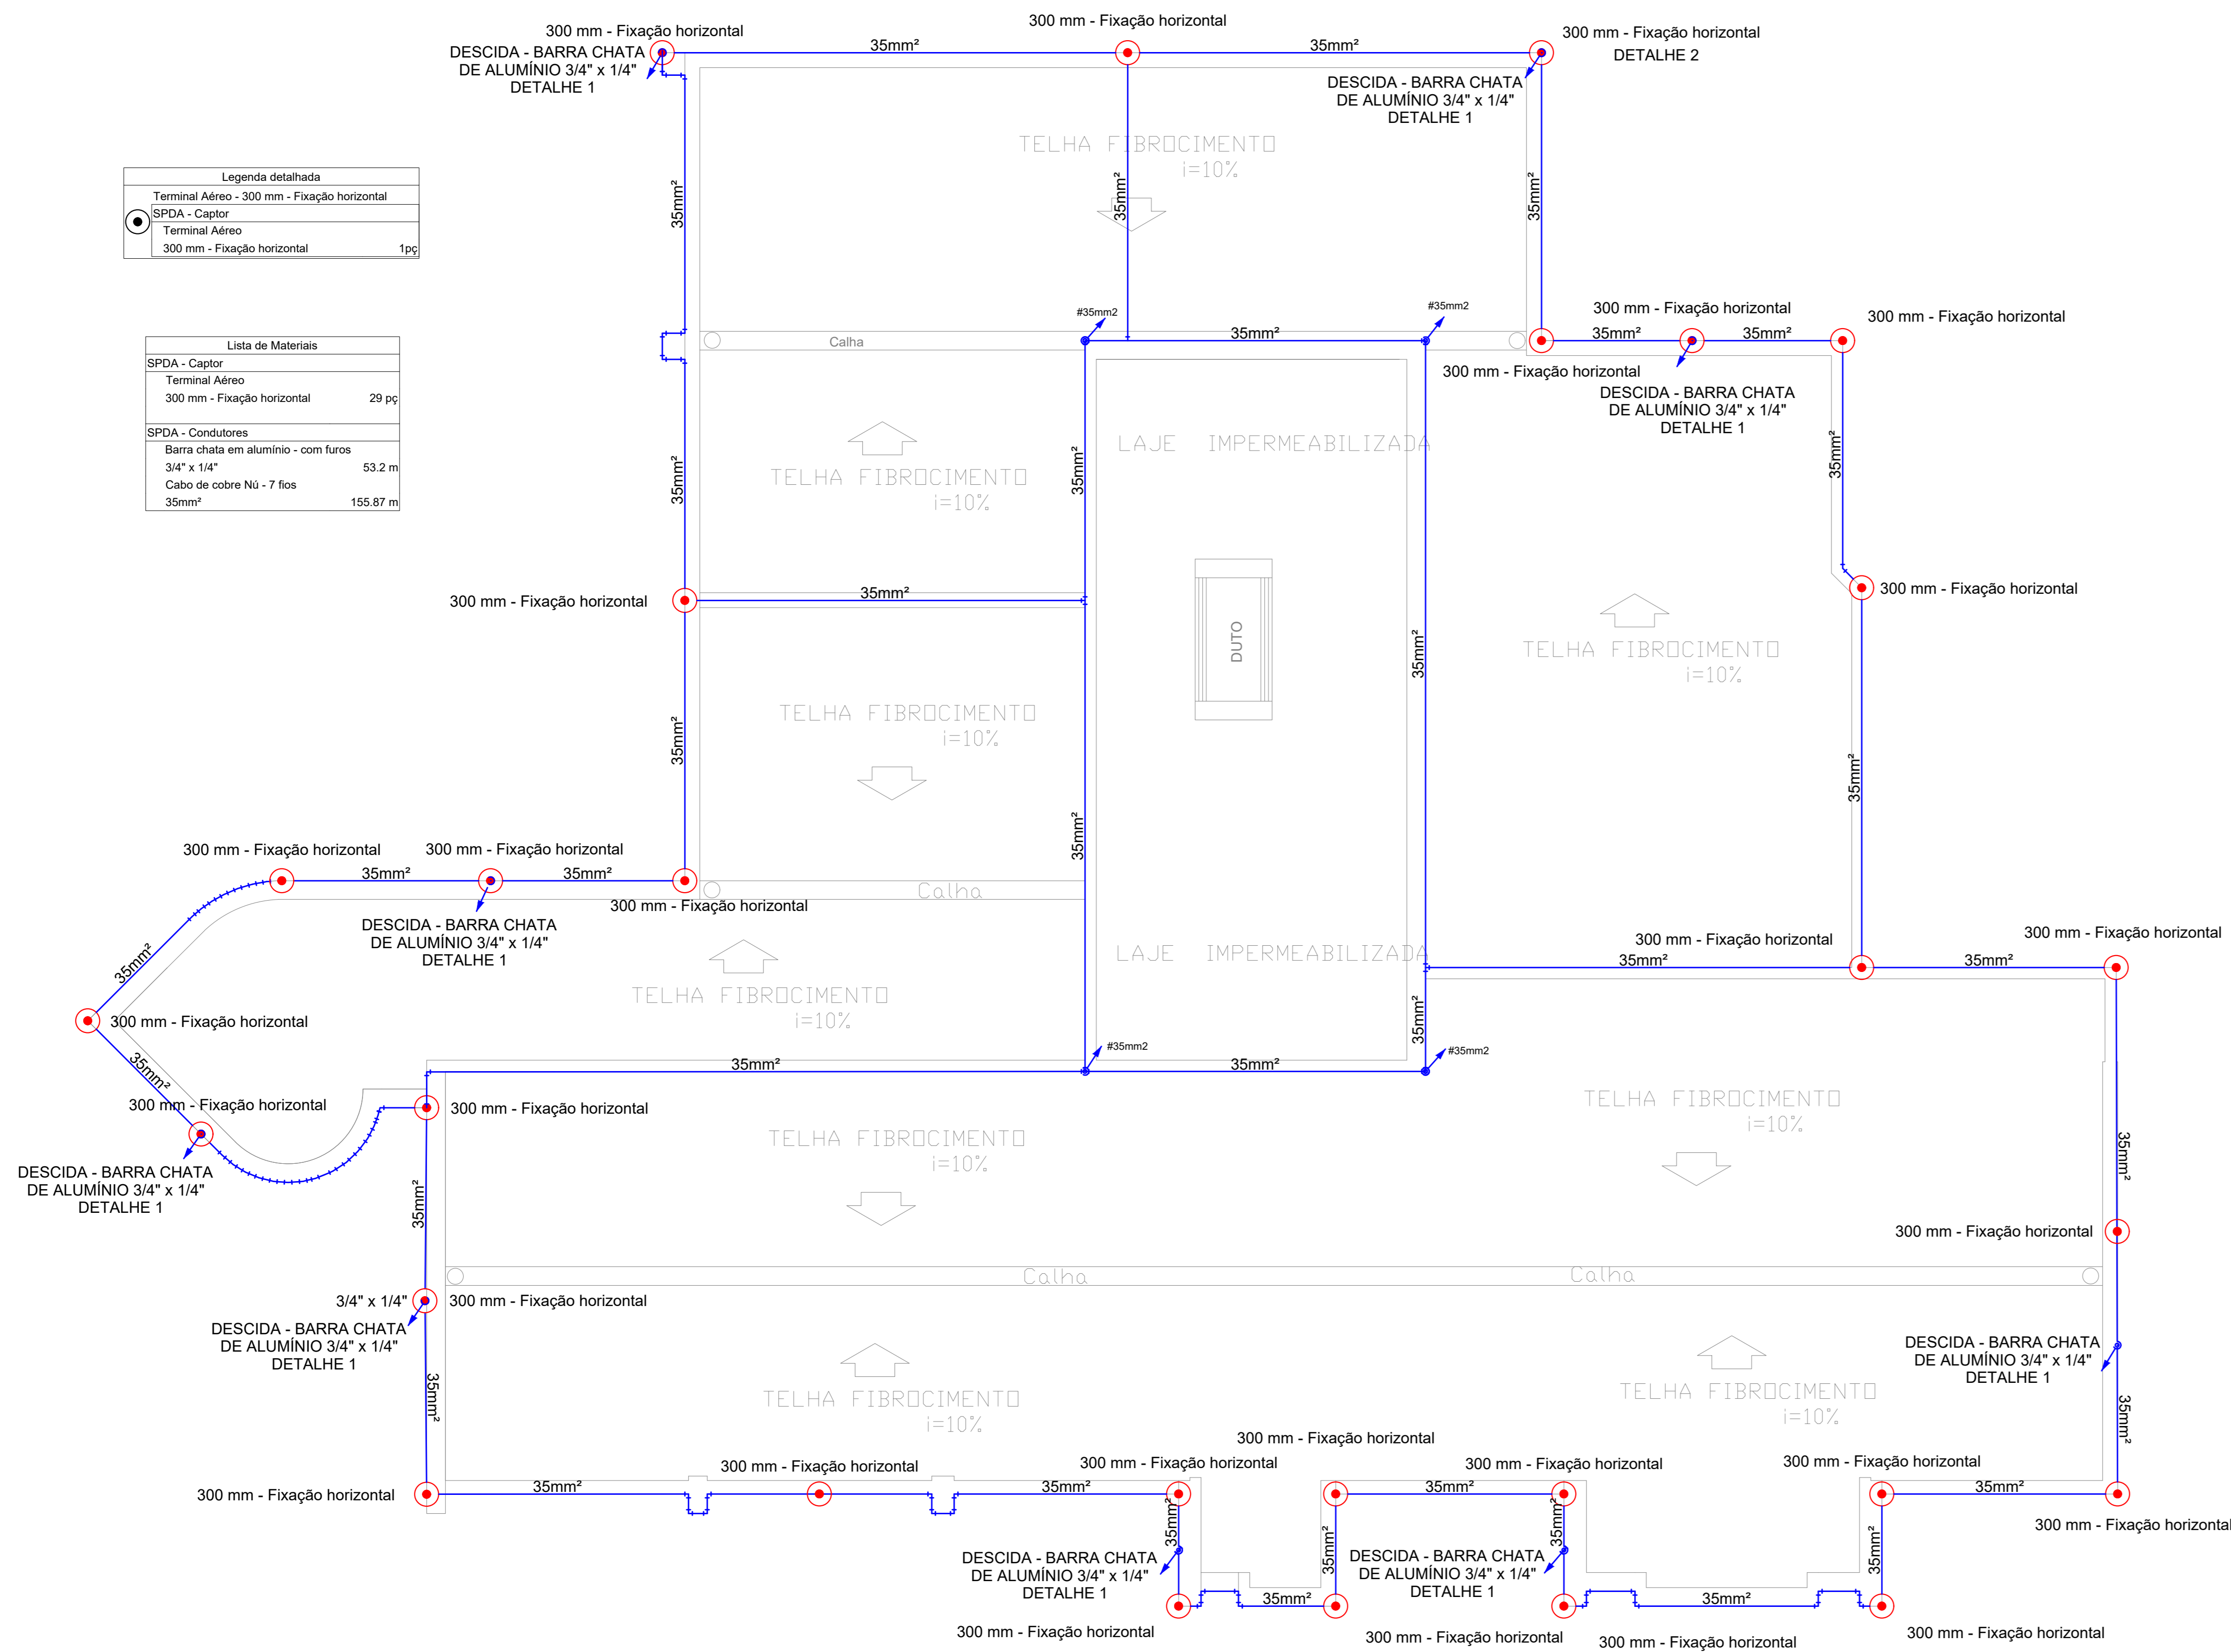 300 mm - Fixação horizontal
300 mm - Fixação horizontal
300 mm - Fixação horizontal
DETALHE 2
DESCIDA - BARRA CHATA
DE ALUMÍNIO 3/4" x 1/4"
DETALHE 1
35mm²
35mm²
DESCIDA - BARRA CHATA
DE ALUMÍNIO 3/4" x 1/4"
DETALHE 1
TELHA FIBROCIMENTO
i=10%
Legenda detalhada
Terminal Aéreo - 300 mm - Fixação horizontal
SPDA - Captor
Terminal Aéreo
300 mm - Fixação horizontal 1pç
35mm²
35mm²
35mm²
Lista de Materiais
SPDA - Captor
Terminal Aéreo
300 mm - Fixação horizontal 29 pç
SPDA - Condutores
Barra chata em alumínio - com furos
3/4" x 1/4" 53.2 m
Cabo de cobre Nú - 7 fios
35mm² 155.87 m
#35mm2
#35mm2
300 mm - Fixação horizontal
300 mm - Fixação horizontal
Calha
35mm²
35mm²
35mm²
300 mm - Fixação horizontal
DESCIDA - BARRA CHATA
DE ALUMÍNIO 3/4" x 1/4"
DETALHE 1
LAJE IMPERMEABILIZADA
TELHA FIBROCIMENTO
i=10%
35mm²
35mm²
35mm²
300 mm - Fixação horizontal
35mm²
300 mm - Fixação horizontal
DUTO
35mm²
TELHA FIBROCIMENTO
i=10%
TELHA FIBROCIMENTO
i=10%
35mm²
35mm²
35mm²
300 mm - Fixação horizontal
300 mm - Fixação horizontal
35mm²
35mm²
Calha
300 mm - Fixação horizontal
DESCIDA - BARRA CHATA
DE ALUMÍNIO 3/4" x 1/4"
DETALHE 1
LAJE IMPERMEABILIZADA
300 mm - Fixação horizontal
300 mm - Fixação horizontal
35mm²
35mm²
35mm²
TELHA FIBROCIMENTO
i=10%
300 mm - Fixação horizontal
35mm²
35mm²
#35mm2
#35mm2
35mm²
35mm²
300 mm - Fixação horizontal
300 mm - Fixação horizontal
TELHA FIBROCIMENTO
i=10%
TELHA FIBROCIMENTO
i=10%
35mm²
DESCIDA - BARRA CHATA
DE ALUMÍNIO 3/4" x 1/4"
DETALHE 1
35mm²
300 mm - Fixação horizontal
Calha
Calha
3/4" x 1/4"
300 mm - Fixação horizontal
DESCIDA - BARRA CHATA
DE ALUMÍNIO 3/4" x 1/4"
DETALHE 1
DESCIDA - BARRA CHATA
DE ALUMÍNIO 3/4" x 1/4"
DETALHE 1
35mm²
TELHA FIBROCIMENTO
i=10%
TELHA FIBROCIMENTO
i=10%
35mm²
300 mm - Fixação horizontal
300 mm - Fixação horizontal
300 mm - Fixação horizontal
300 mm - Fixação horizontal
300 mm - Fixação horizontal
300 mm - Fixação horizontal
35mm²
35mm²
35mm²
35mm²
300 mm - Fixação horizontal
35mm²
35mm²
35mm²
35mm²
DESCIDA - BARRA CHATA
DE ALUMÍNIO 3/4" x 1/4"
DETALHE 1
DESCIDA - BARRA CHATA
DE ALUMÍNIO 3/4" x 1/4"
DETALHE 1
35mm²
35mm²
300 mm - Fixação horizontal
300 mm - Fixação horizontal
300 mm - Fixação horizontal
300 mm - Fixação horizontal